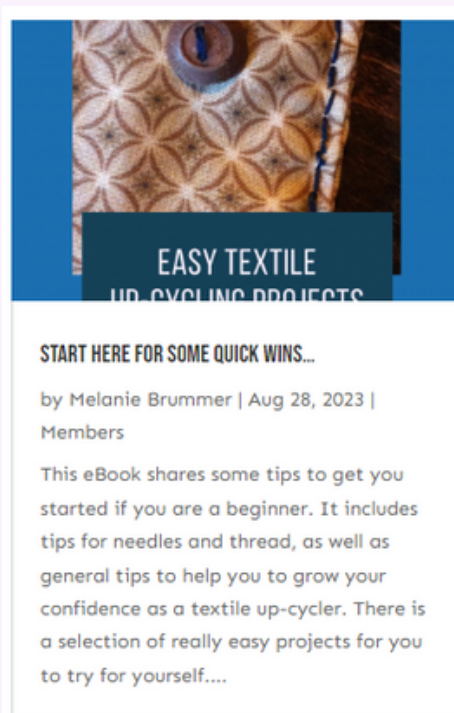 EASY TEXTILE
UP-CYCLING PROJECTS
START HERE FOR SOME QUICK WINS...
by Melanie Brummer | Aug 28, 2023 |
Members
This eBook shares some tips to get you
started if you are a beginner. It includes
tips for needles and thread, as well as
general tips to help you to grow your
confidence as a textile up-cycler. There is
a selection of really easy projects for you
to try for yourself....